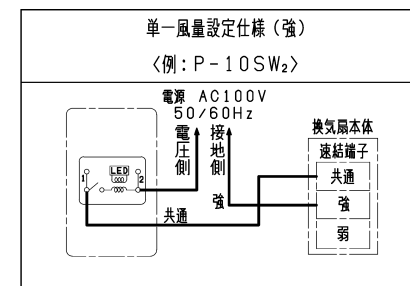 単一風量設定仕様（強）
〈例：P-10SW₂〉
電源 AC100V
50/60Hz
電圧側
接地側
換気扇本体
速結端子
共通
強
弱
LED
1
2
強
共通